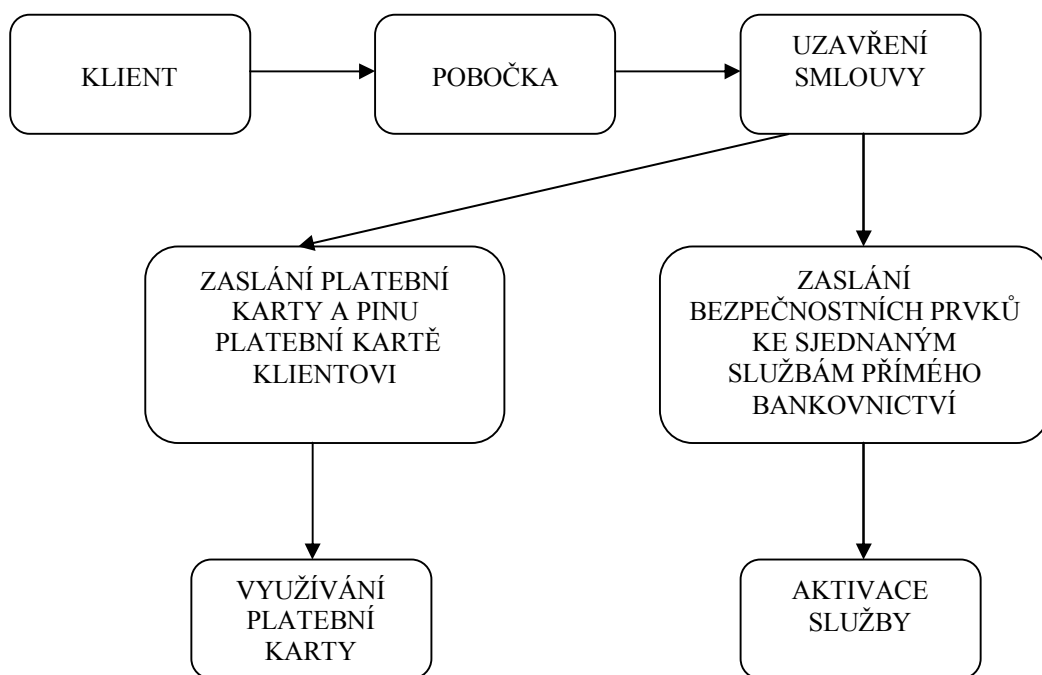 KLIENT
POBOČKA
UZAVŘENÍ
SMLOUVY
ZASLÁNÍ PLATEBNÍ
KARTY A PINU
PLATEBNÍ KARTĚ
KLIENTOVI
ZASLÁNÍ
BEZPEČNOSTNÍCH PRVKŮ
KE SJEDNANÝM
SLUŽBÁM PŘÍMÉHO
BANKOVNICTVÍ
VYUŽÍVÁNÍ
PLATEBNÍ
KARTY
AKTIVACE
SLUŽBY